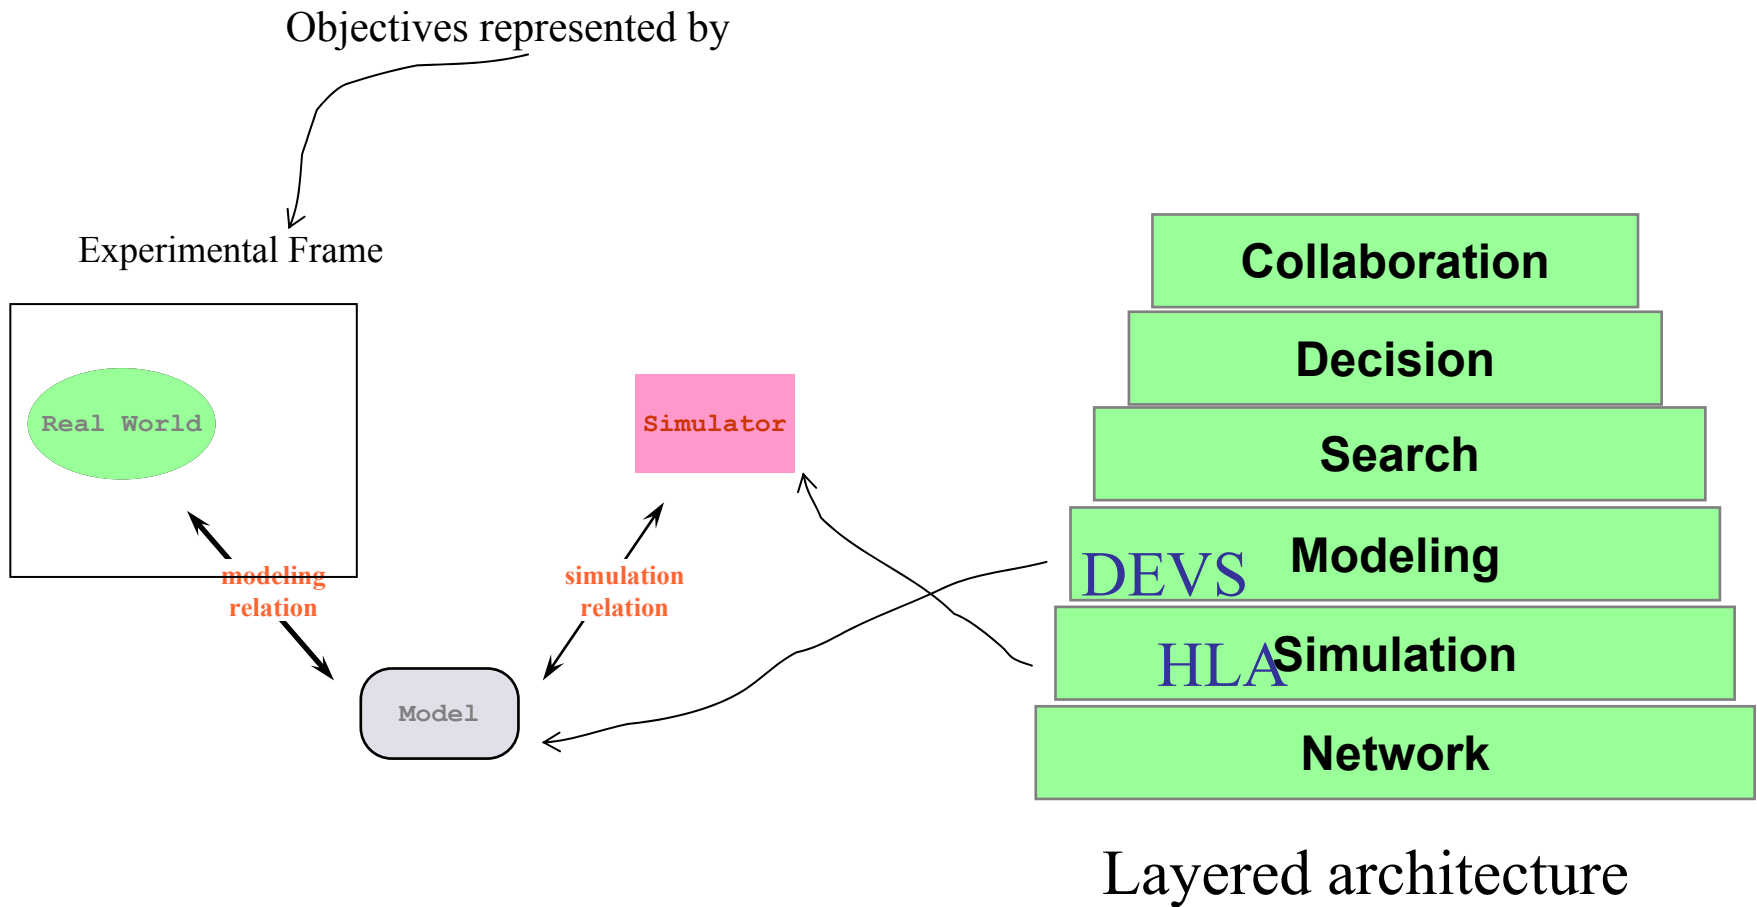 Objectives represented by
Experimental Frame
Real World
Simulator
modeling
relation
simulation
relation
Model
Collaboration
Decision
Search
DEVS Modeling
HLA Simulation
Network
Layered architecture